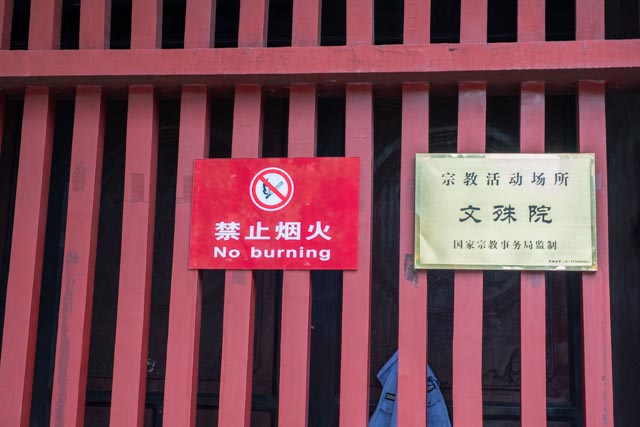 禁止烟火
No burning
宗教活动场所
文殊院
国家宗教事务局监制